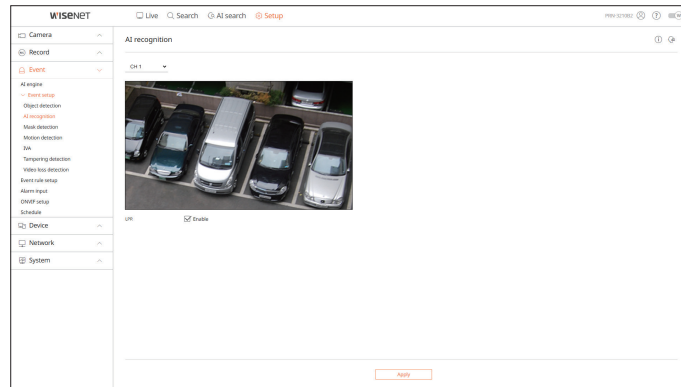 WISENET
Live Search AI search Setup
Camera
Record
Event
AI engine
Event setup
Object detection
AI recognition
Mask detection
Motion detection
IVA
Tampering detection
Video loss detection
Event rule setup
Alarm input
ONVIF setup
Schedule
Device
Network
System
AI recognition
CH 1
LPR Enable
Apply